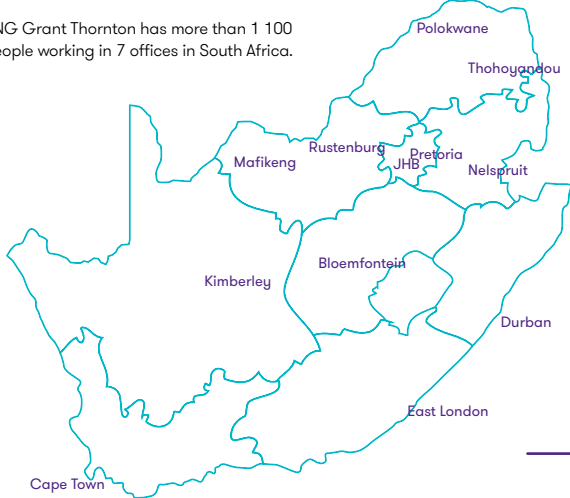 NG Grant Thornton has more than 1 100
eople working in 7 offices in South Africa.
Polokwane
Thohoyandou
Rustenburg
Pretoria
JHB
Mafikeng
Nelspruit
Bloemfontein
Kimberley
Durban
East London
Cape Town